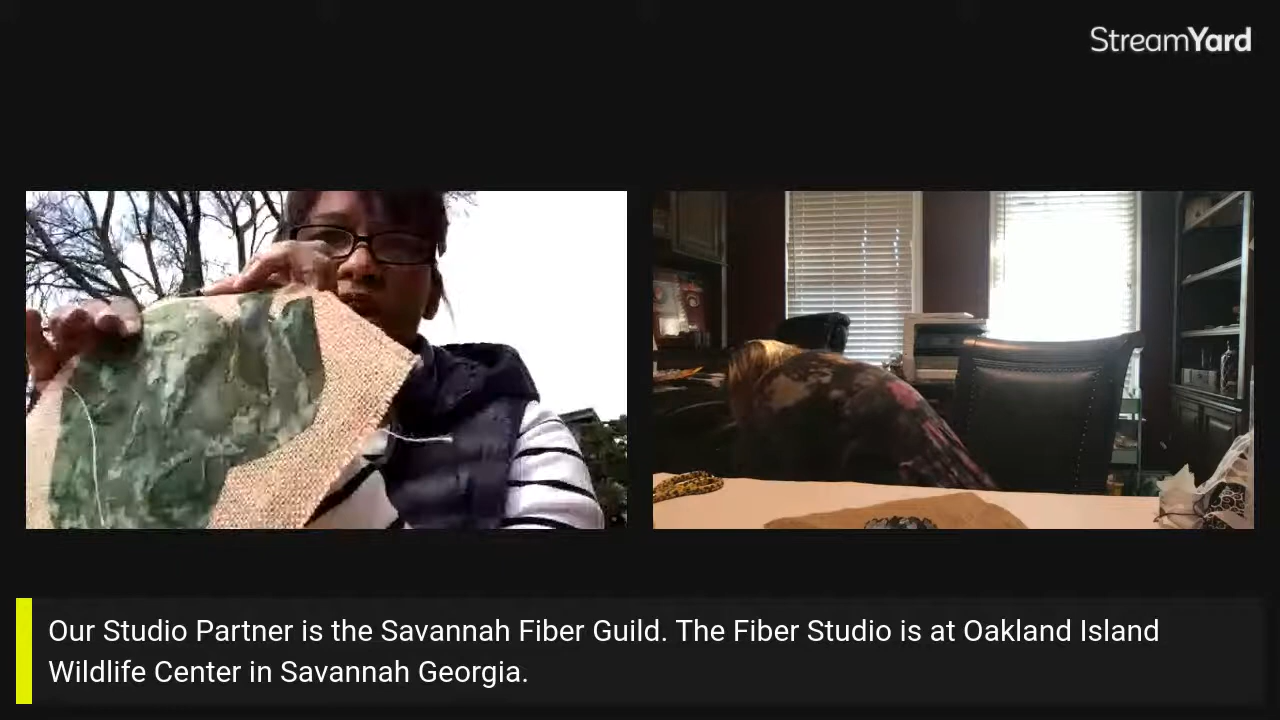 StreamYard
Our Studio Partner is the Savannah Fiber Guild. The Fiber Studio is at Oakland Island
Wildlife Center in Savannah Georgia.